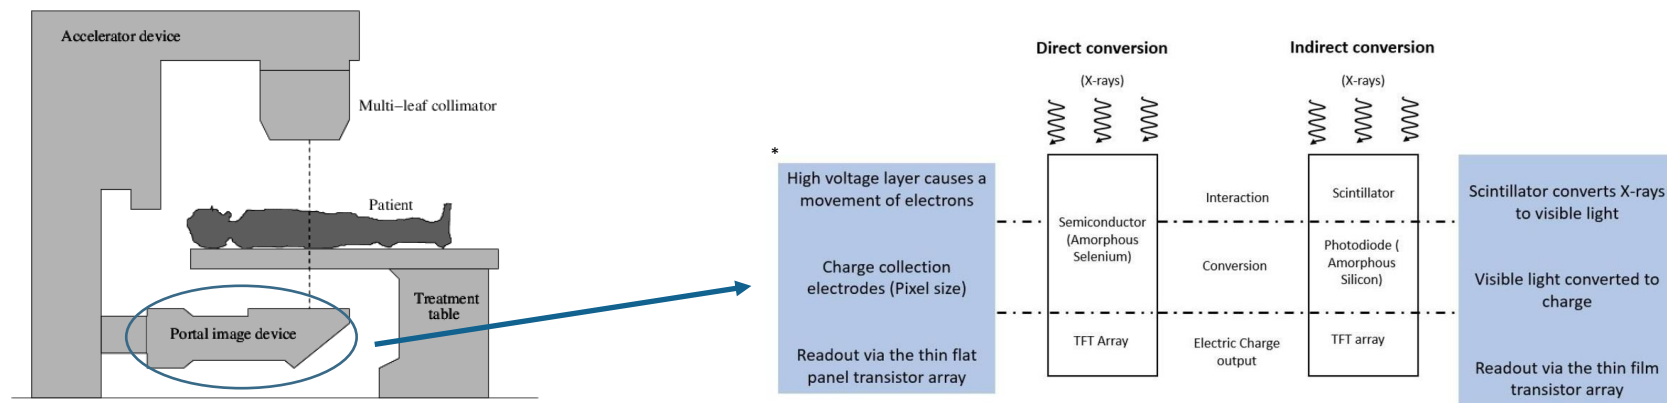 Accelerator device
Multi−leaf collimator
Patient
Treatment
table
Portal image device
*
High voltage layer causes a
movement of electrons
Charge collection
electrodes (Pixel size)
Readout via the thin flat
panel transistor array
Direct conversion
(X-rays)
Semiconductor
(Amorphous
Selenium)
TFT Array
Interaction
Conversion
Electric Charge
output
Indirect conversion
(X-rays)
Scintillator
Photodiode (
Amorphous
Silicon)
TFT array
Scintillator converts X-rays
to visible light
Visible light converted to
charge
Readout via the thin film
transistor array